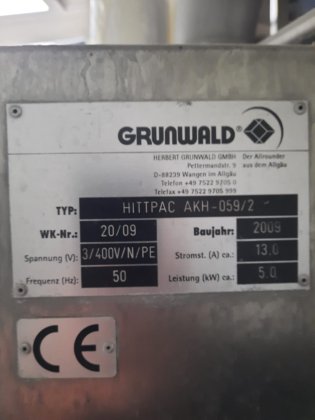 GRUNWALD®
HERBERT GRUNWALD GMBH Der Allrounder
Pettermandstr. 9 aus dem Allgäu
D-88239 Wangen im Allgäu
Telefon +49 7522 9705 0
Telefax +49 7522 9705 999
TYP: HITTPAC AKH-059/2
WK-Nr.: 20/09 Baujahr: 2009
Spannung (V): 3/400V/N/PE Stromst. (A) ca.: 13.0
Frequenz (Hz): 50 Leistung (kW) ca.: 5.0
CE